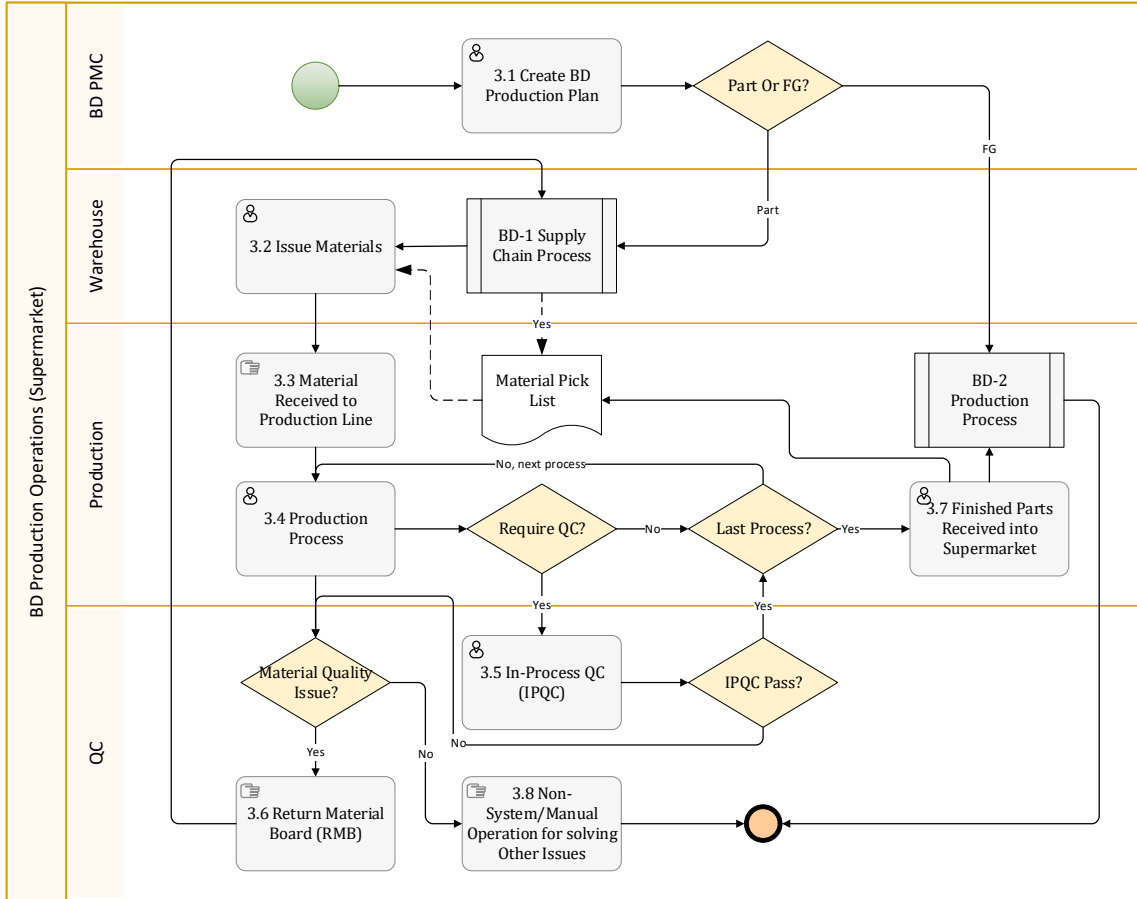 BD Production Operations (Supermarket)
BD PMC
3.1 Create BD
Production Plan
Part Or FG?
FG
Part
Warehouse
3.2 Issue Materials
BD-1 Supply
Chain Process
Yes
Production
3.3 Material
Received to
Production Line
Material Pick
List
BD-2
Production
Process
No, next process
3.4 Production
Process
Require QC?
No
Last Process?
Yes
3.7 Finished Parts
Received into
Supermarket
Yes
Yes
QC
Material Quality
Issue?
3.5 In-Process QC
(IPQC)
IPQC Pass?
No
Yes
No
3.6 Return Material
Board (RMB)
3.8 Non-
System/Manual
Operation for solving
Other Issues